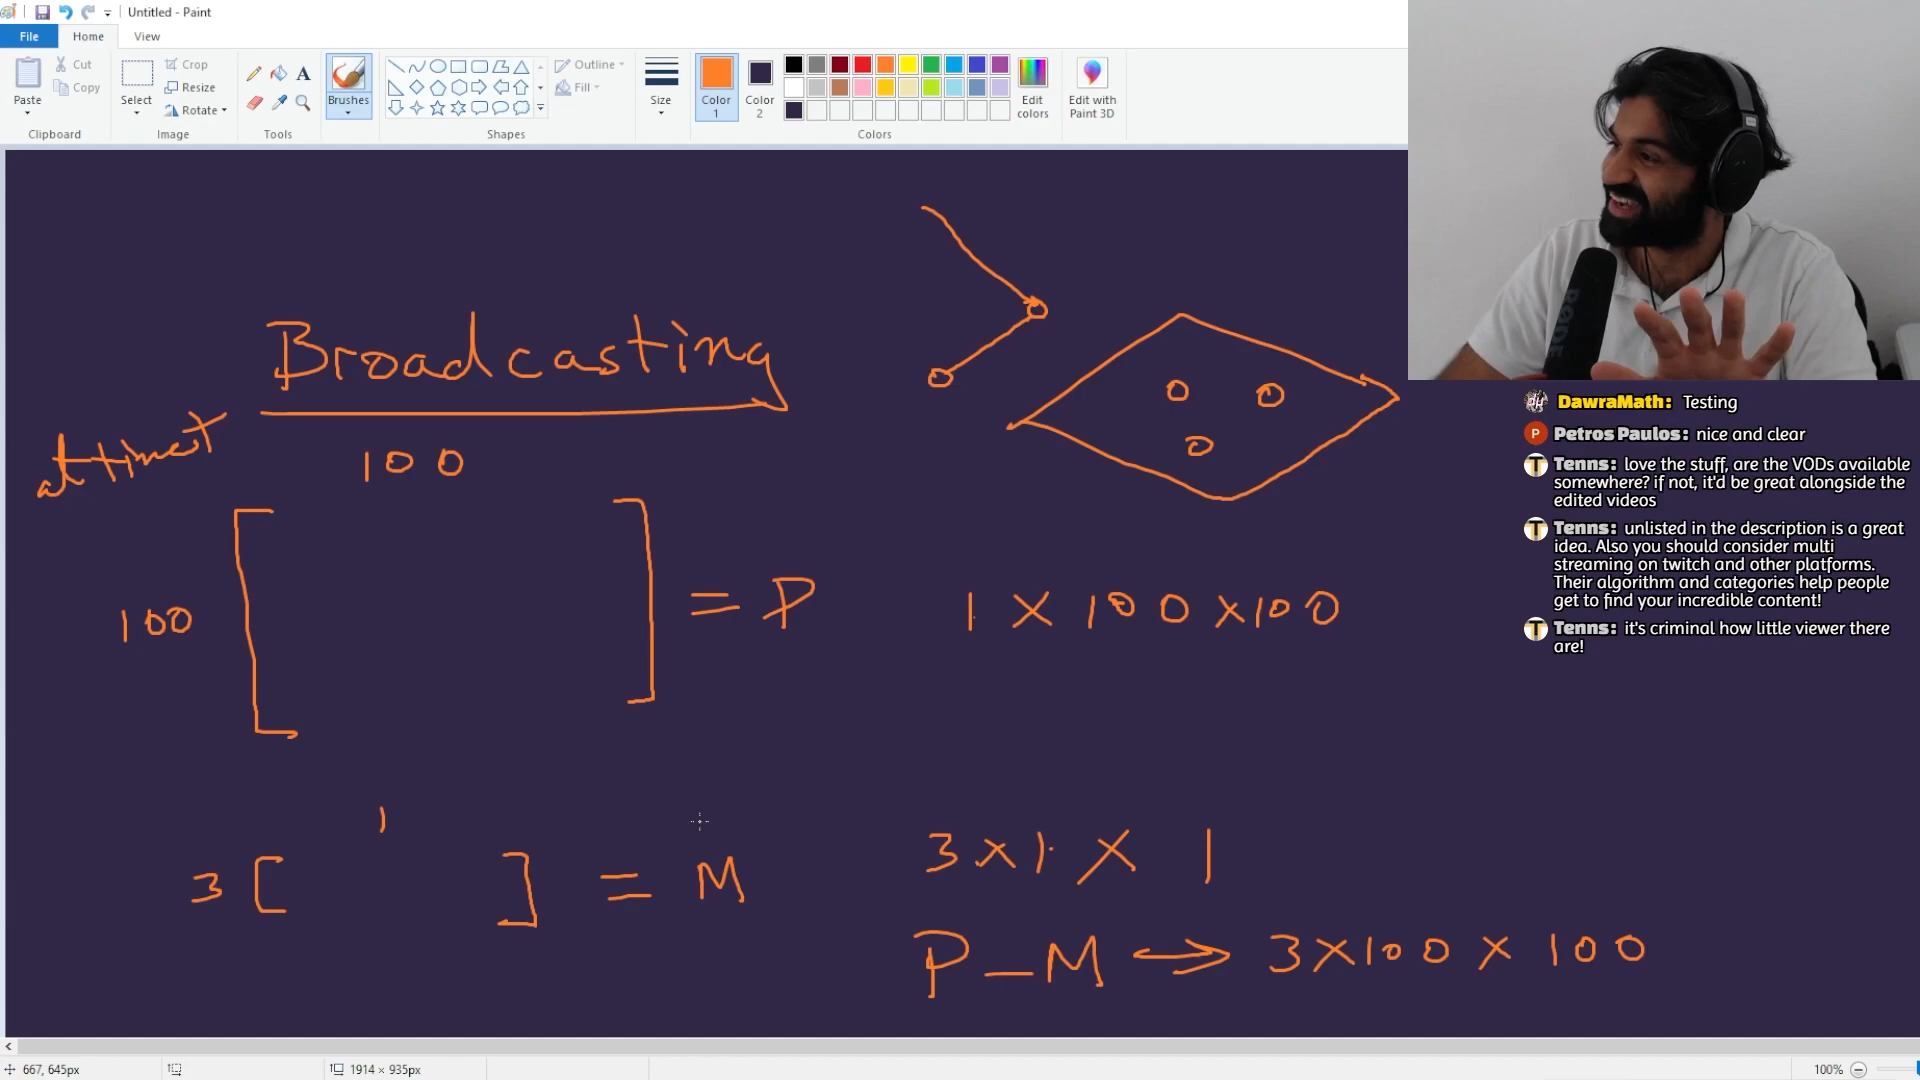 Untitled - Paint
File Home View
Paste
Cut
Copy
Clipboard
Select
Crop
Resize
Rotate
Image
A
Tools
Brushes
Shapes
Outline
Fill
Size
Color 1
Color 2
Edit colors
Edit with Paint 3D
Colors
Broadcasting
at time t
100
100
= P
1 X 100 X 100
1
3
= M
3 X 1 X 1
P - M → 3 X 100 X 100
DawraMath: Testing
P Petros Paulos: nice and clear
Tenns: love the stuff, are the VODs available
somewhere? if not, it'd be great alongside the
edited videos
Tenns: unlisted in the description is a great
idea. Also you should consider multi
streaming on twitch and other platforms.
Their algorithm and categories help people
get to find your incredible content!
Tenns: it's criminal how little viewer there
are!
667, 645px
1914 × 935px
100%